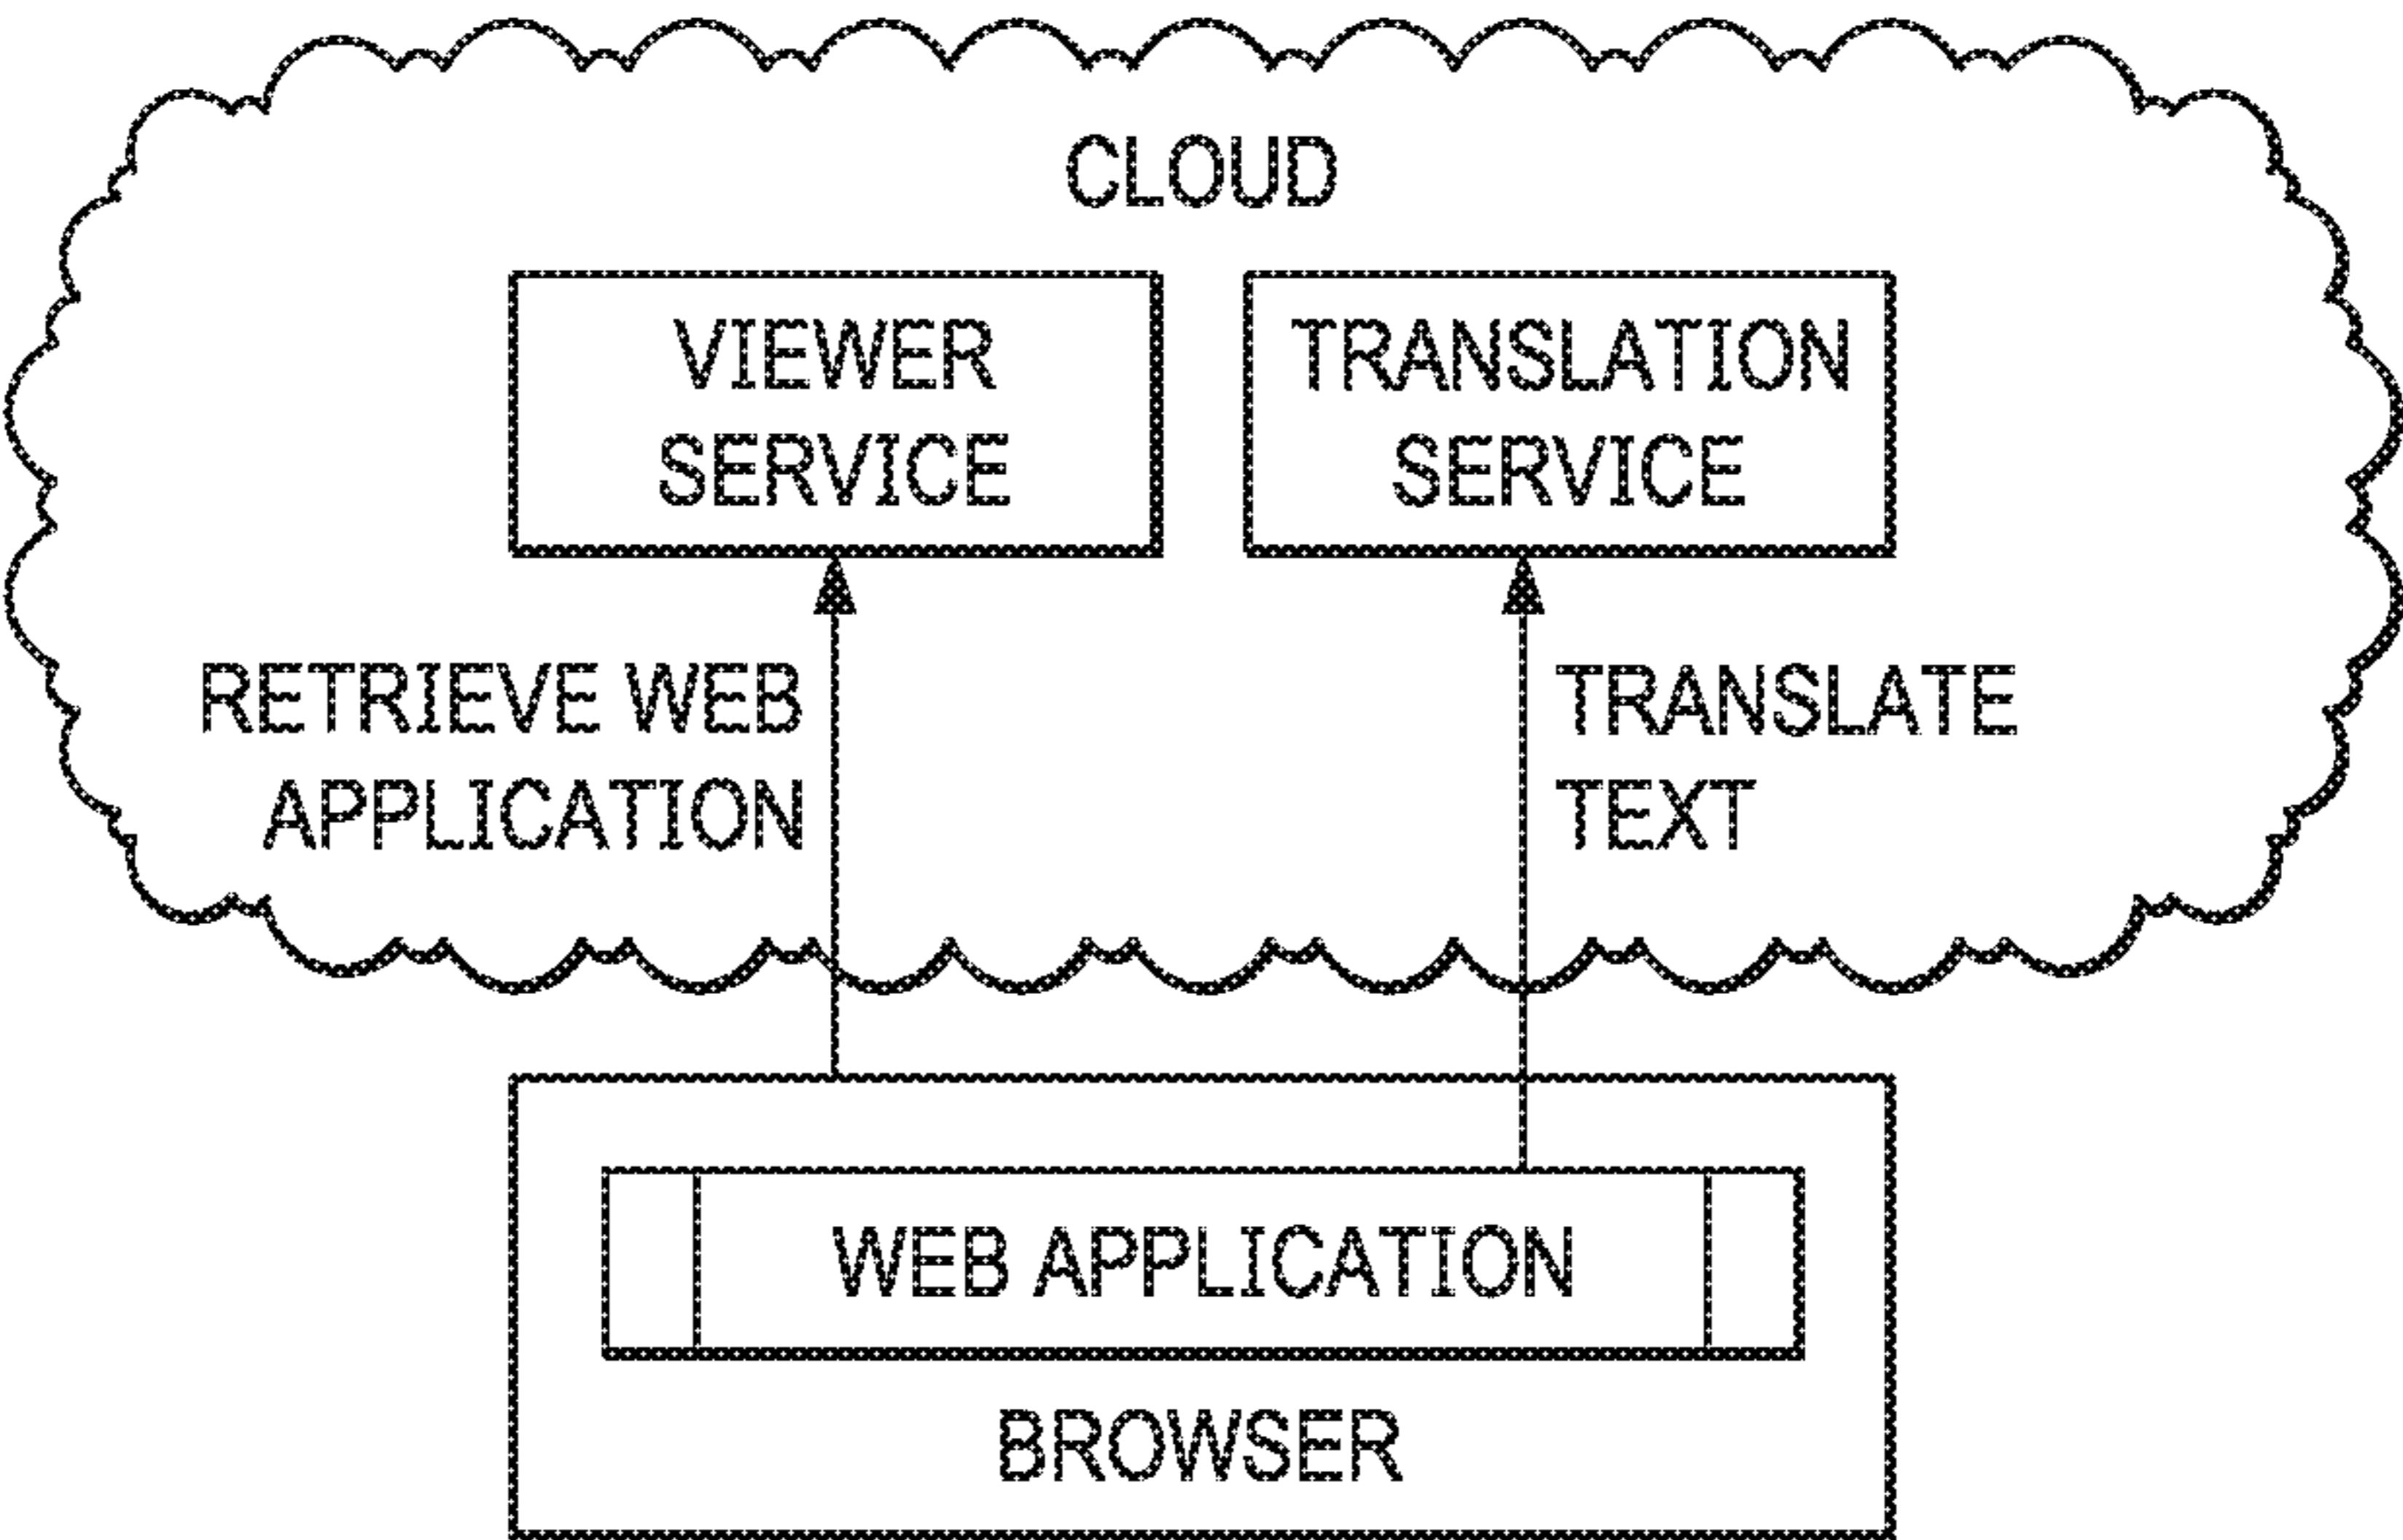 CLOUD
VIEWER
SERVICE
TRANSLATION
SERVICE
RETRIEVE WEB
APPLICATION
TRANSLATE
TEXT
WEB APPLICATION
BROWSER